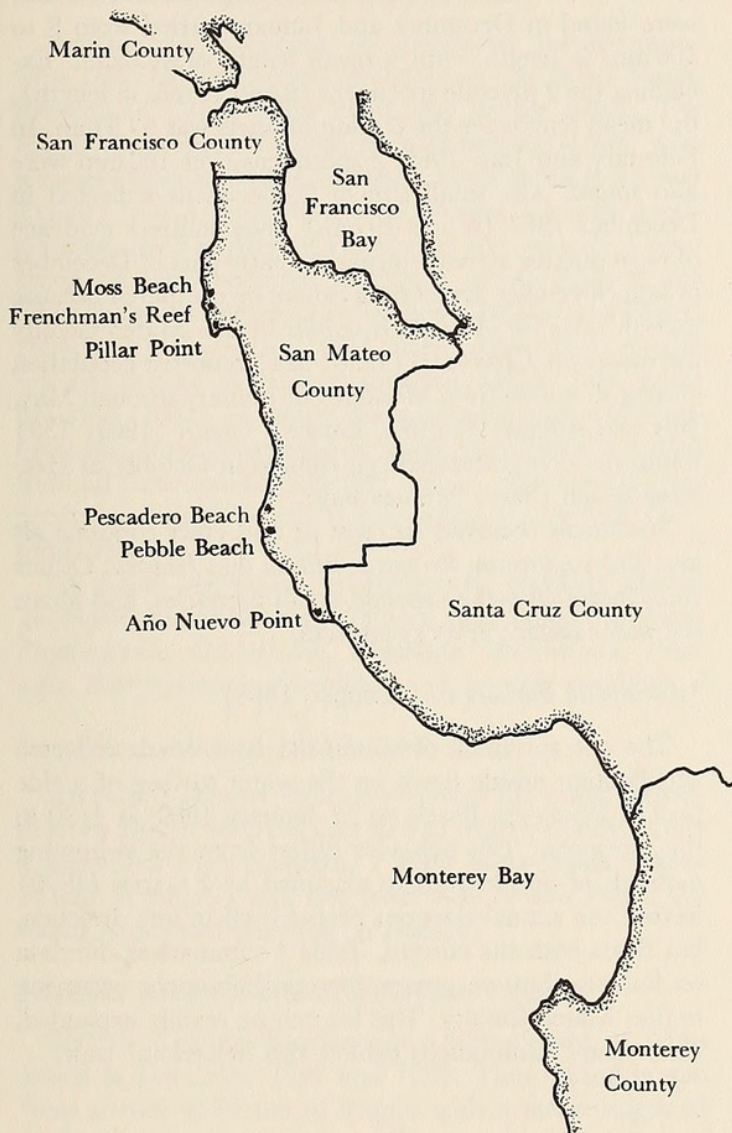 Marin County
San Francisco County
San
Francisco
Bay
Moss Beach
Frenchman's Reef
Pillar Point
San Mateo
County
Pescadero Beach
Pebble Beach
Año Nuevo Point
Santa Cruz County
Monterey Bay
Monterey
County